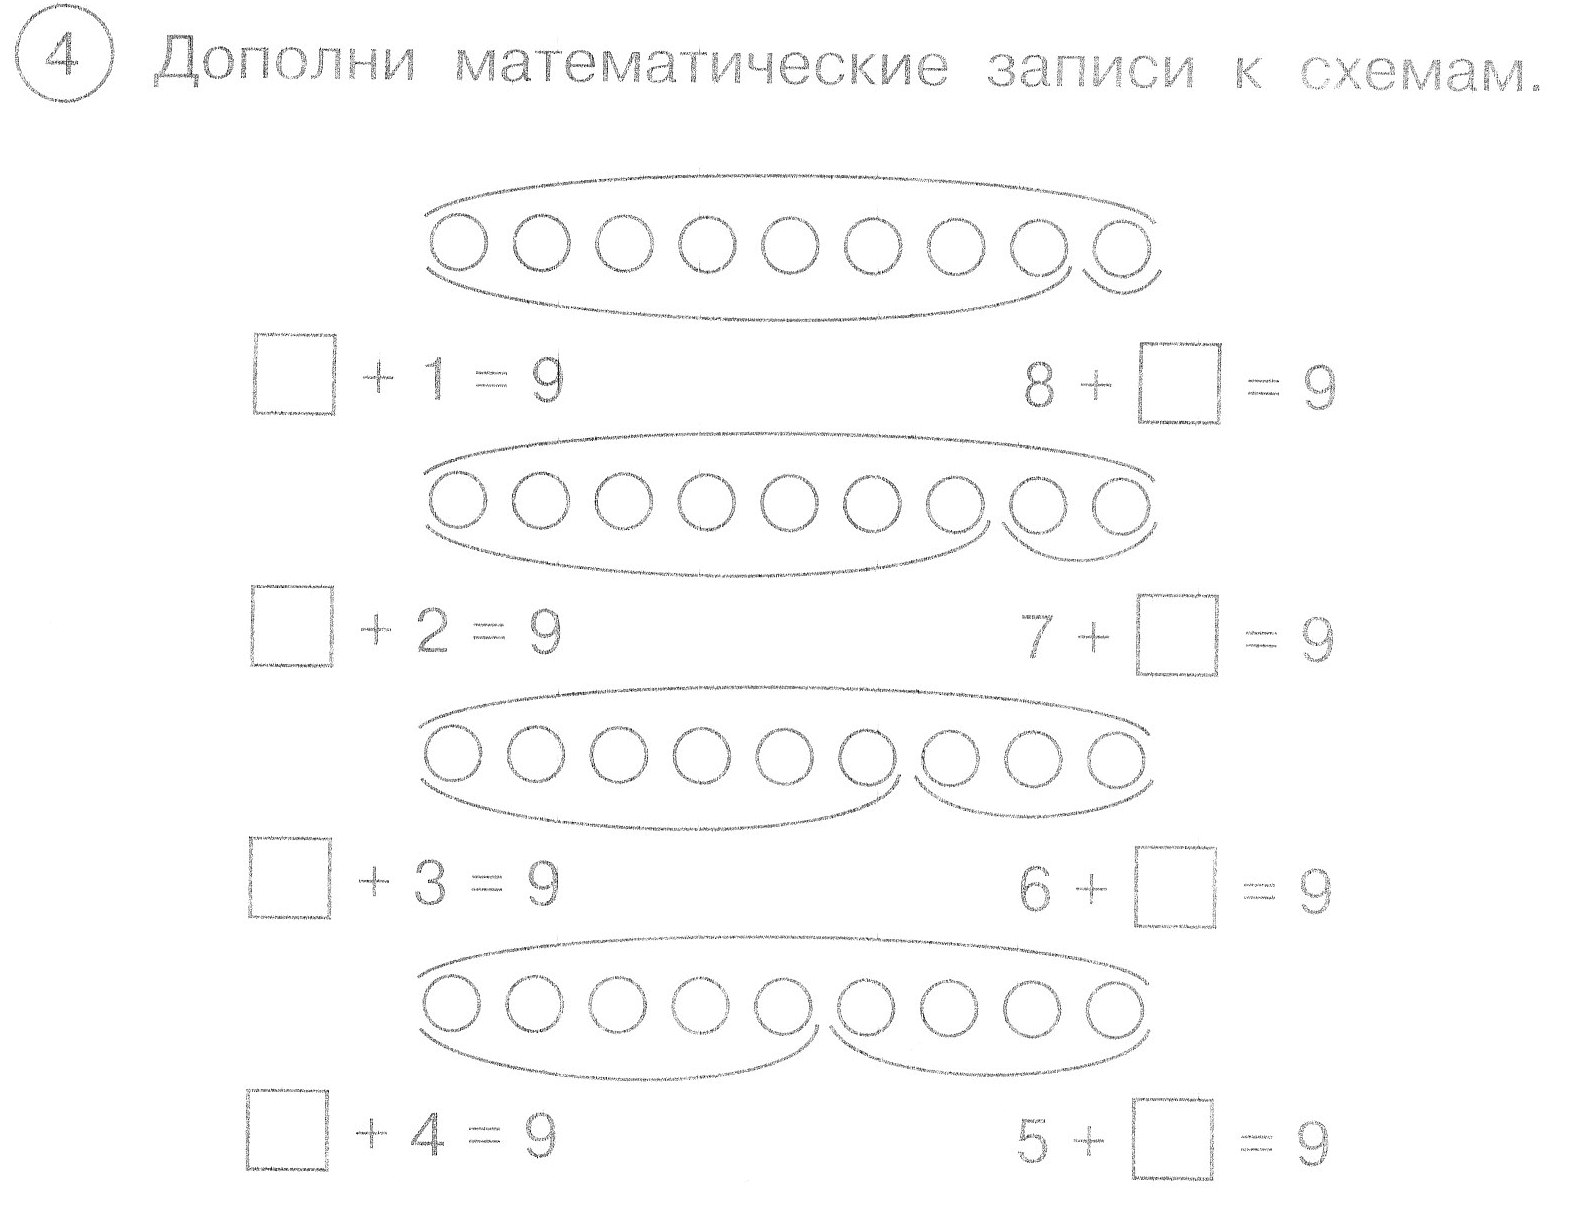 4 Дополни математические записи к схемам.
□ + 1 = 9 8 + □ = 9
□ + 2 = 9 7 + □ = 9
□ + 3 = 9 6 + □ = 9
□ + 4 = 9 5 + □ = 9